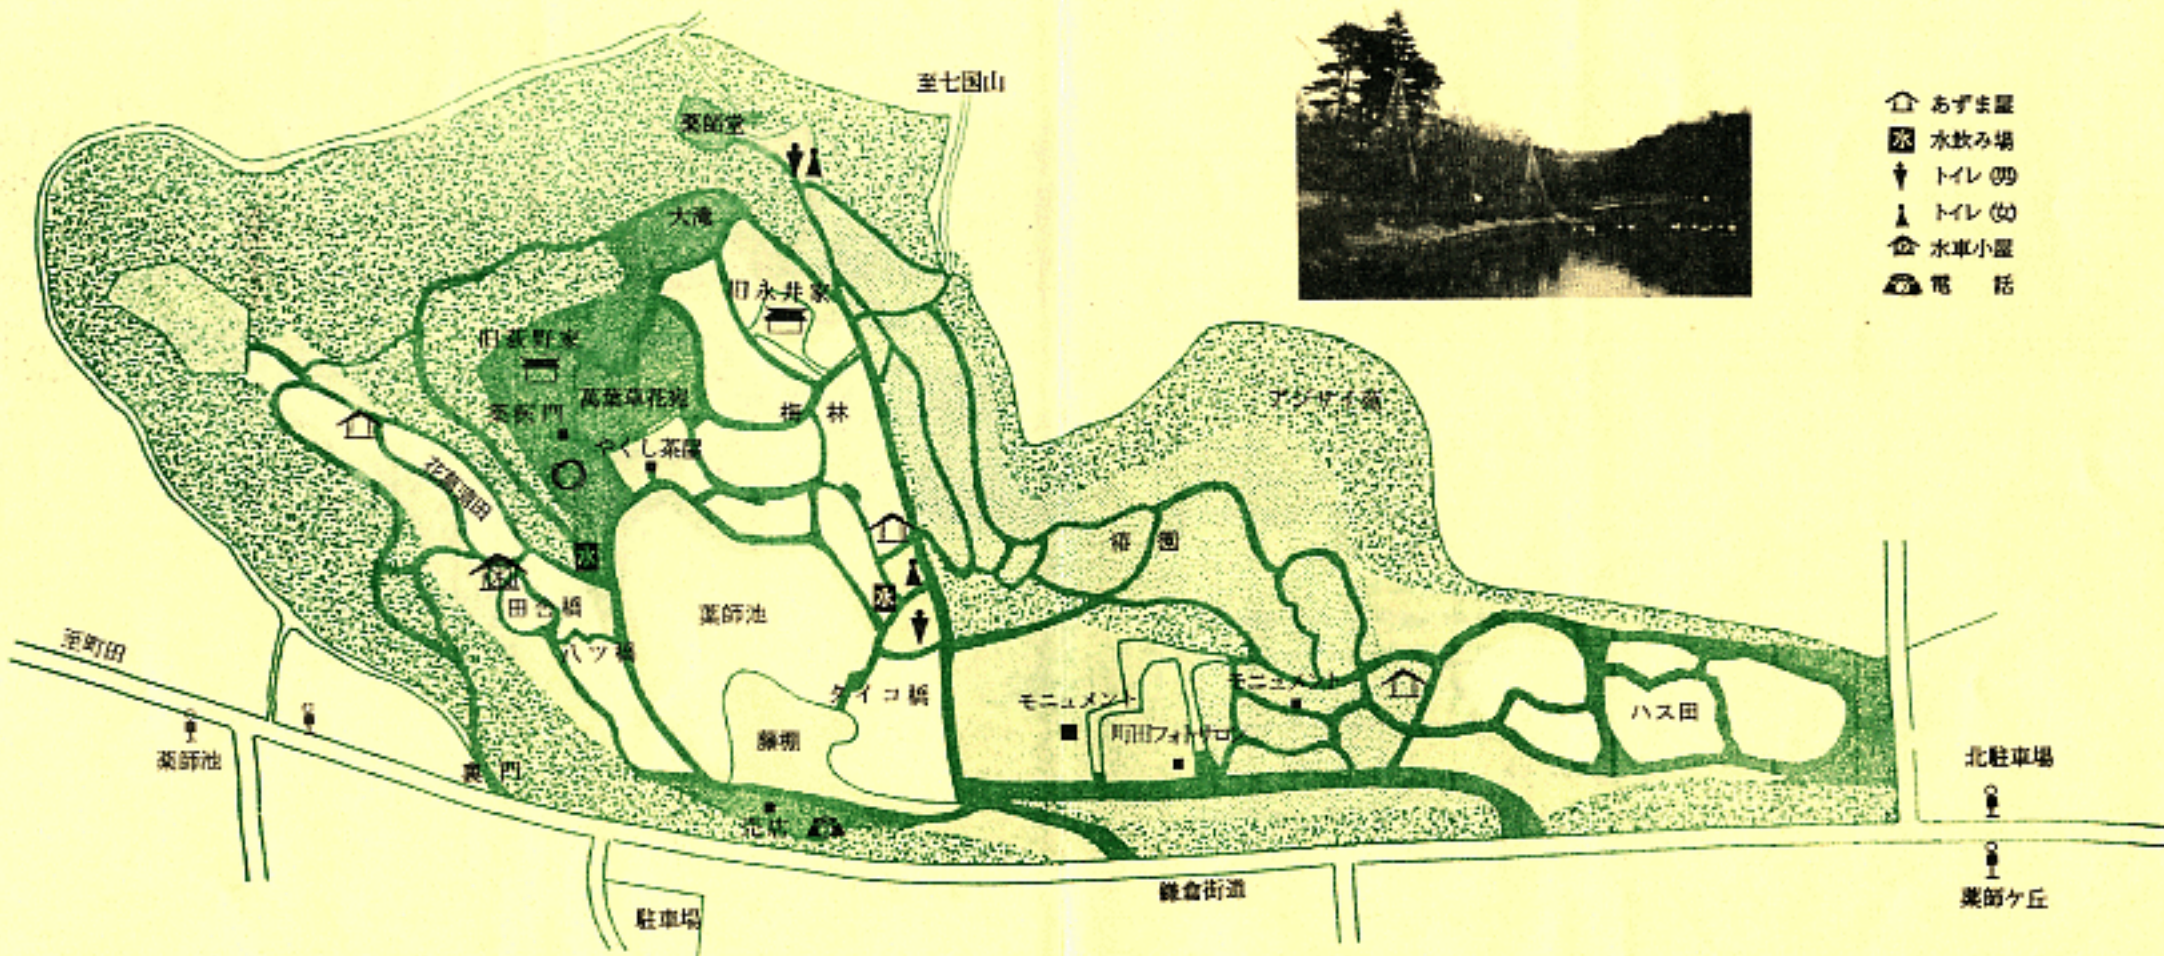 至七国山
薬師堂
大滝
旧永井家
旧荻野家
萬葉草花苑
薬医門
やくし茶屋
梅林
花菖蒲田
アジサイ苑
椿園
田舎橋
八ツ橋
薬師池
タイコ橋
藤棚
モニュメント
モニュメント
町田フォトサロン
ハス田
至町田
薬師池
裏門
売店
駐車場
鎌倉街道
北駐車場
薬師ケ丘
あずま屋
水飲み場
トイレ(男)
トイレ(女)
水車小屋
電話
水
水
水